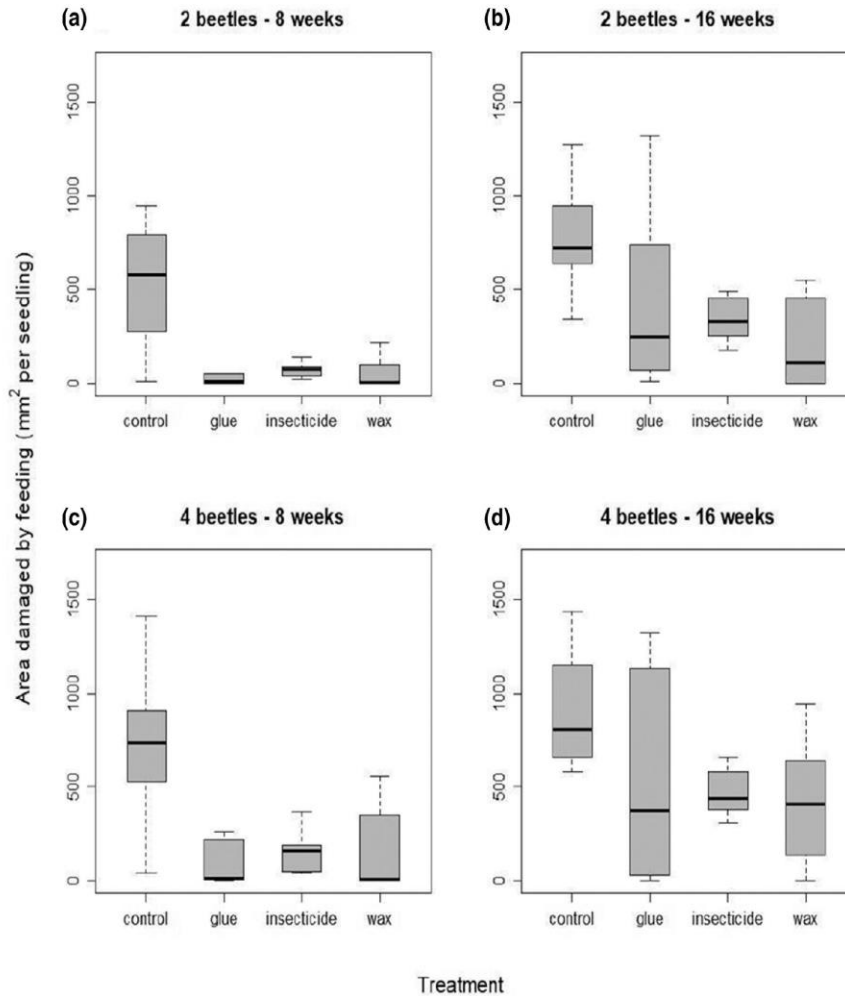 (a)
2 beetles - 8 weeks
1500
1000
500
0
control glue insecticide wax
(b)
2 beetles - 16 weeks
1500
1000
500
0
control glue insecticide wax
Area damaged by feeding (mm² per seedling)
(c)
4 beetles - 8 weeks
1500
1000
500
0
control glue insecticide wax
(d)
4 beetles - 16 weeks
1500
1000
500
0
control glue insecticide wax
Treatment